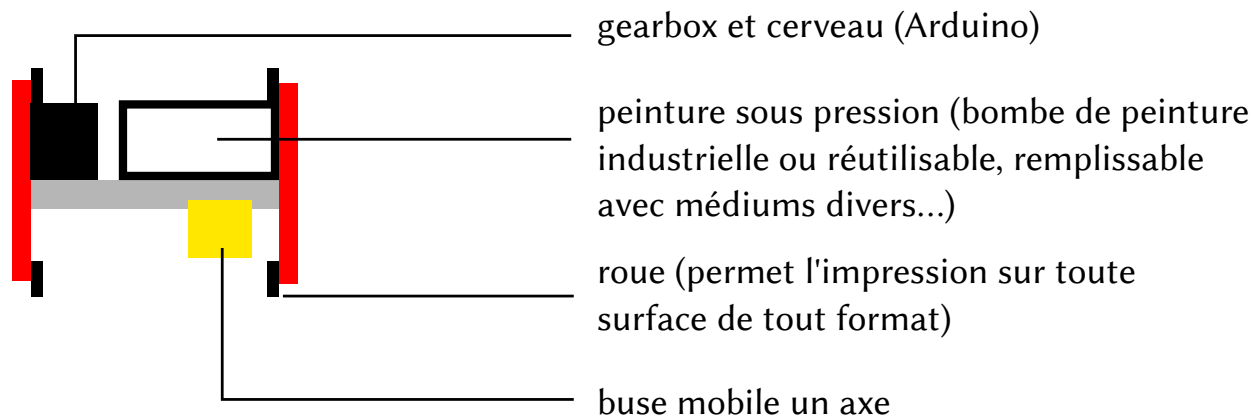 gearbox et cerveau (Arduino)
peinture sous pression (bombe de peinture
industrielle ou réutilisable, remplissable
avec médiums divers...)
roue (permet l'impression sur toute
surface de tout format)
buse mobile un axe